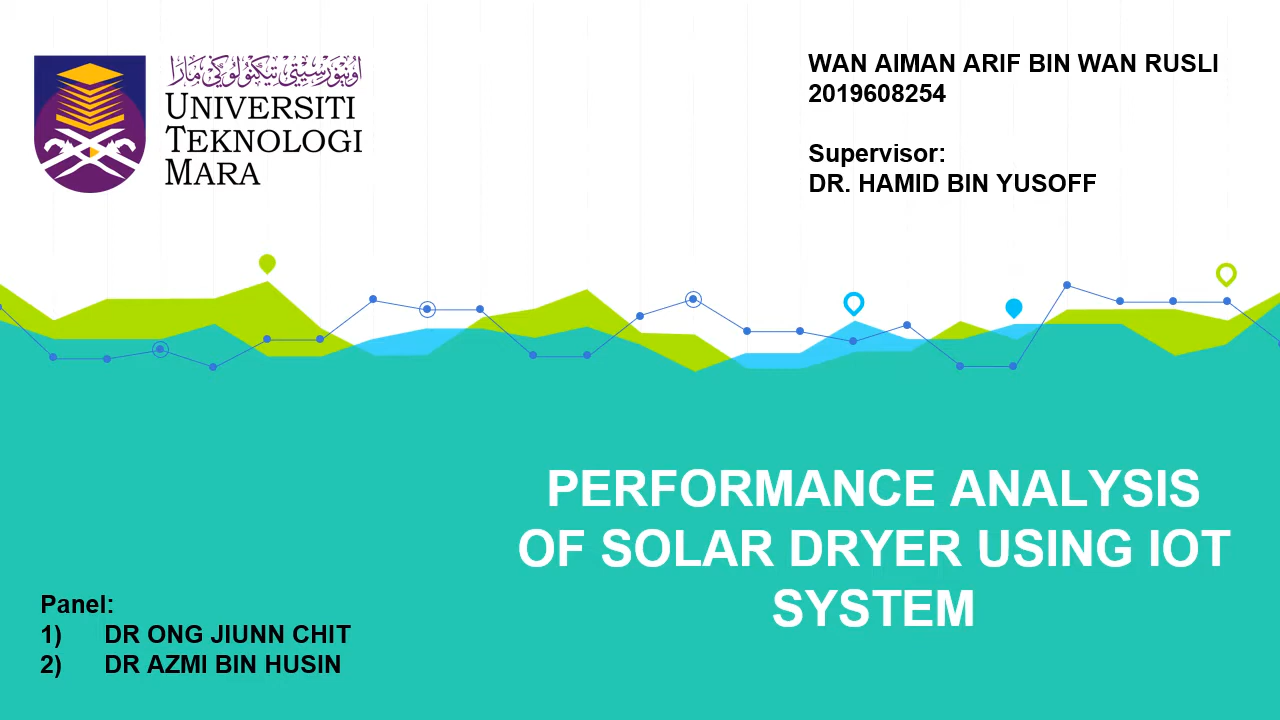 اونيۏرسيتي تيكنولوݢي مارا
UNIVERSITI
TEKNOLOGI
MARA
WAN AIMAN ARIF BIN WAN RUSLI
2019608254
Supervisor:
DR. HAMID BIN YUSOFF
PERFORMANCE ANALYSIS
OF SOLAR DRYER USING IOT
SYSTEM
Panel:
1) DR ONG JIUNN CHIT
2) DR AZMI BIN HUSIN